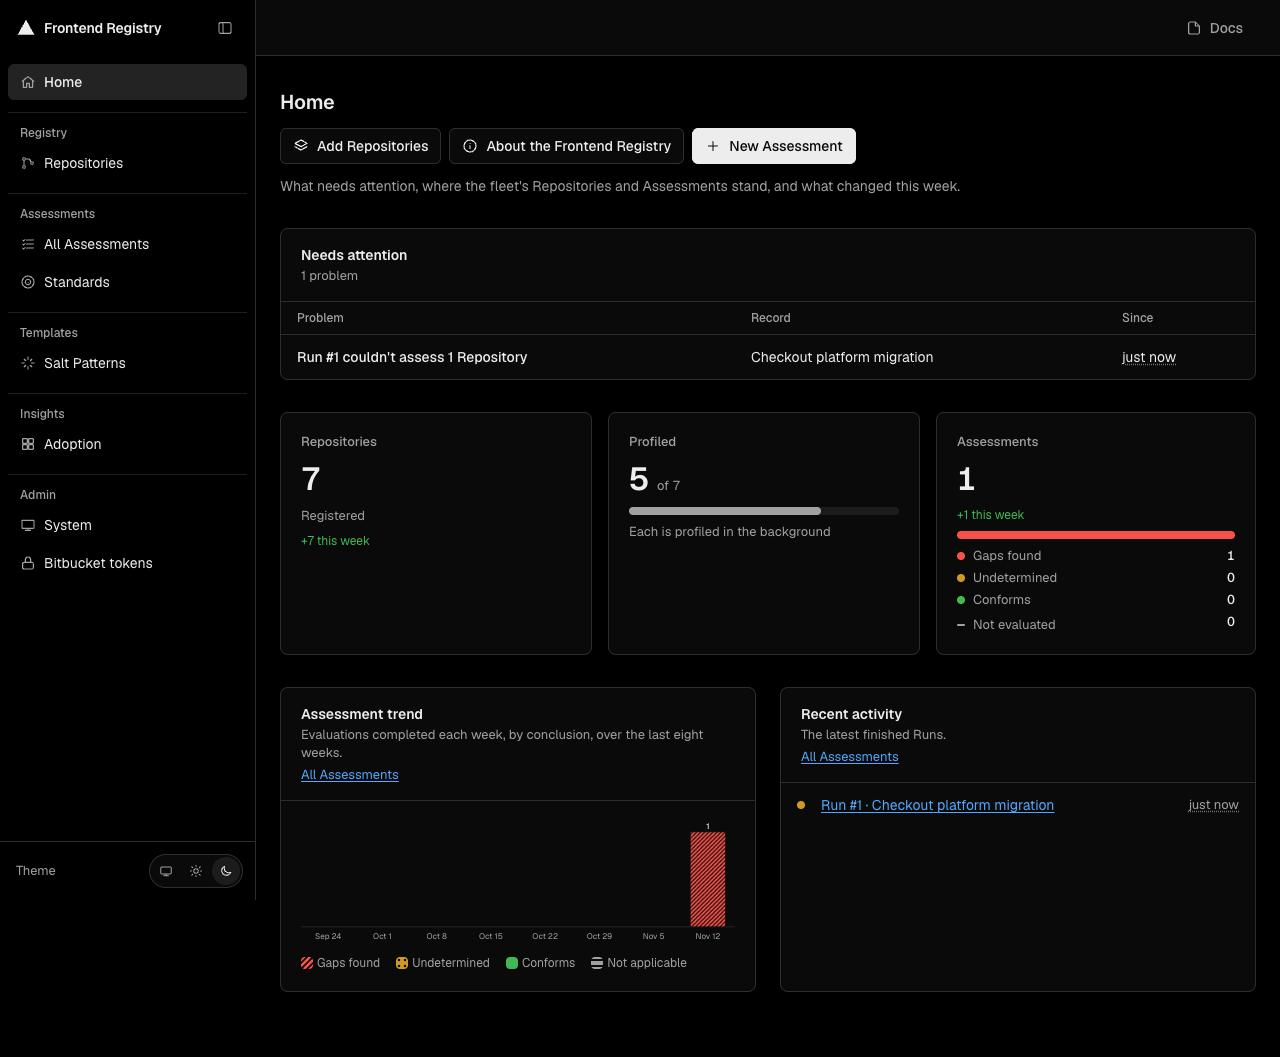 Frontend Registry
Docs
Home
Registry
Repositories
Assessments
All Assessments
Standards
Templates
Salt Patterns
Insights
Adoption
Admin
System
Bitbucket tokens
Theme
Home
Add Repositories
About the Frontend Registry
New Assessment
What needs attention, where the fleet's Repositories and Assessments stand, and what changed this week.
Needs attention
1 problem
Problem Record Since
Run #1 couldn't assess 1 Repository Checkout platform migration just now
Repositories
7
Registered
+7 this week
Profiled
5 of 7
Each is profiled in the background
Assessments
1
+1 this week
Gaps found 1
Undetermined 0
Conforms 0
Not evaluated 0
Assessment trend
Evaluations completed each week, by conclusion, over the last eight
weeks.
All Assessments
1
Sep 24 Oct 1 Oct 8 Oct 15 Oct 22 Oct 29 Nov 5 Nov 12
Gaps found Undetermined Conforms Not applicable
Recent activity
The latest finished Runs.
All Assessments
Run #1 · Checkout platform migration just now